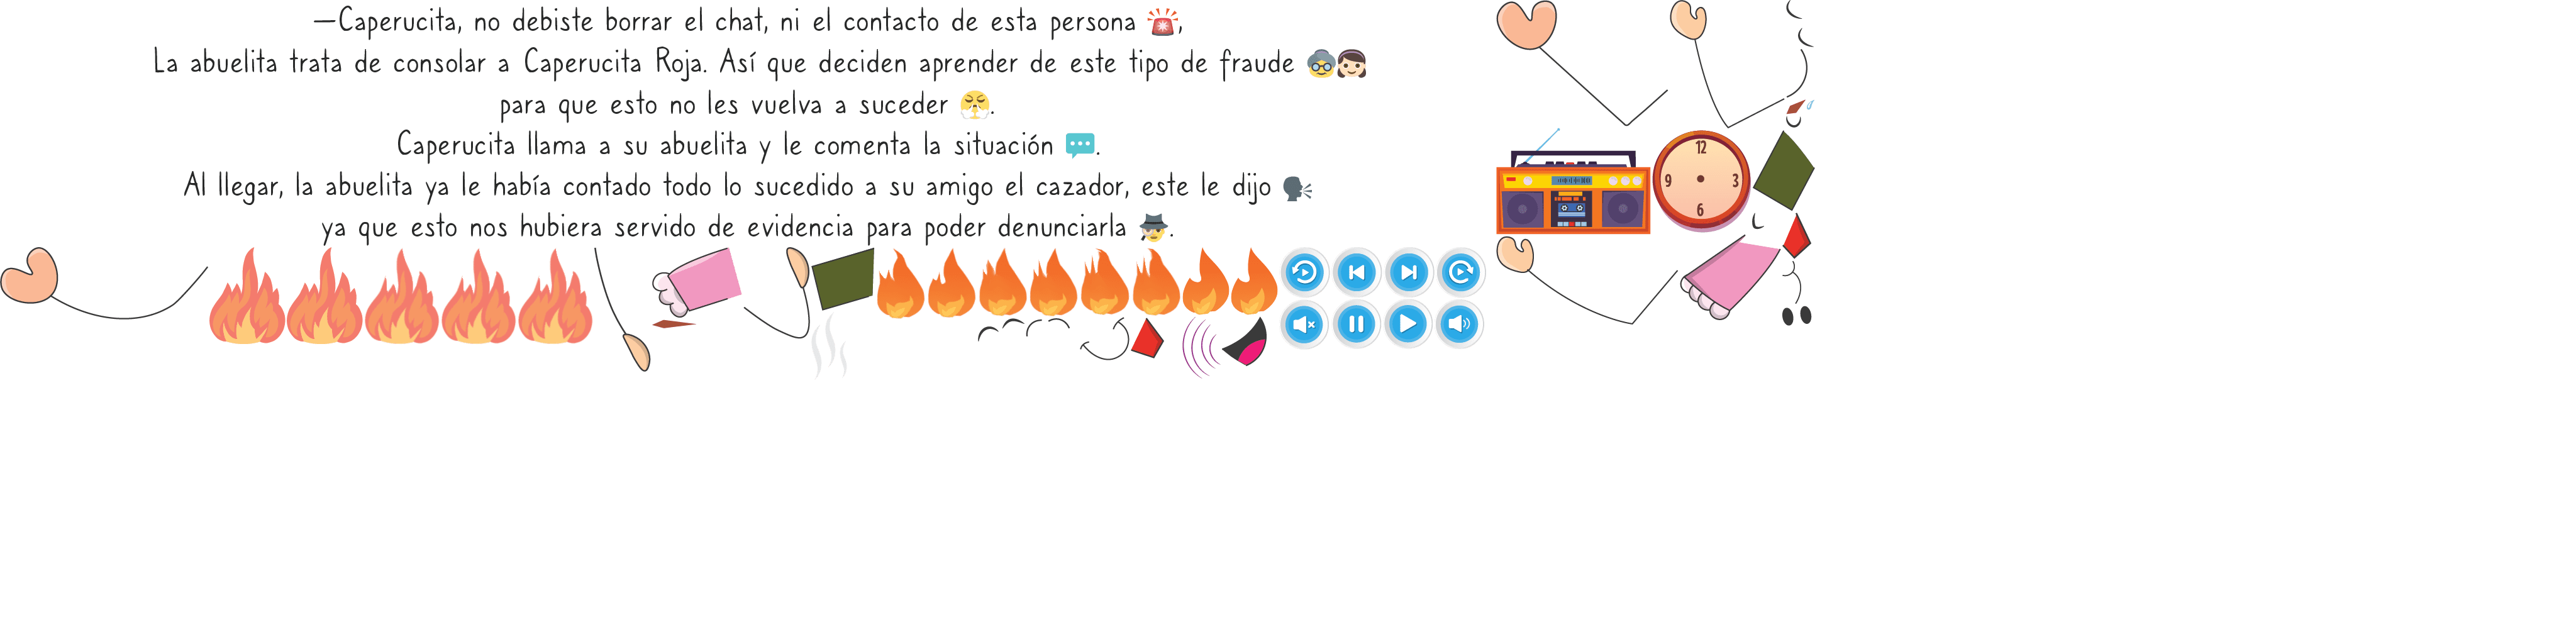 —Caperucita, no debiste borrar el chat, ni el contacto de esta persona 🚨,
La abuelita trata de consolar a Caperucita Roja. Así que deciden aprender de este tipo de fraude 👵👧
para que esto no les vuelva a suceder 😤.
Caperucita llama a su abuelita y le comenta la situación 💬.
Al llegar, la abuelita ya le había contado todo lo sucedido a su amigo el cazador, este le dijo 🗣
ya que esto nos hubiera servido de evidencia para poder denunciarla 🕵.
12
9 3
6